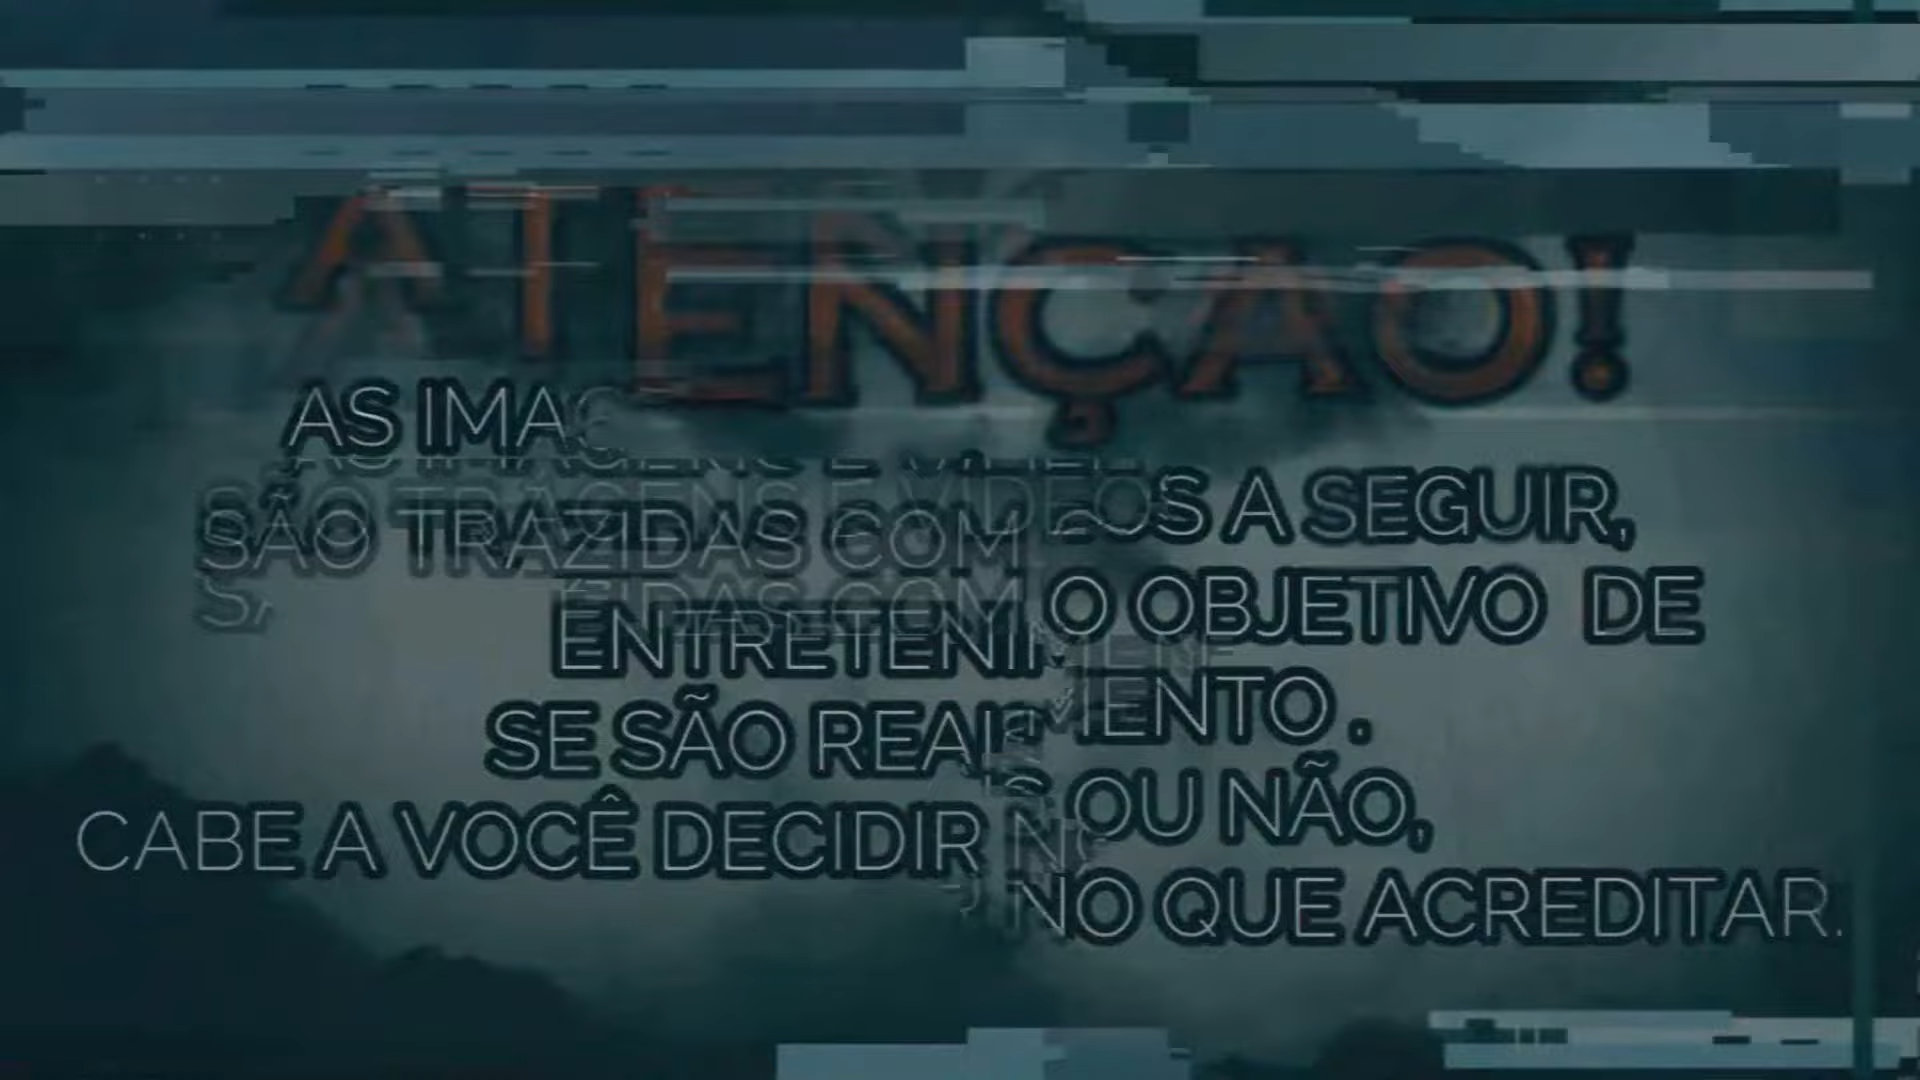 ATENÇÃO!
AS IMAGENS E VÍDEOS A SEGUIR,
SÃO TRAZIDAS COM O OBJETIVO DE
ENTRETENIMENTO.
SE SÃO REAIS OU NÃO,
CABE A VOCÊ DECIDIR NO QUE ACREDITAR.